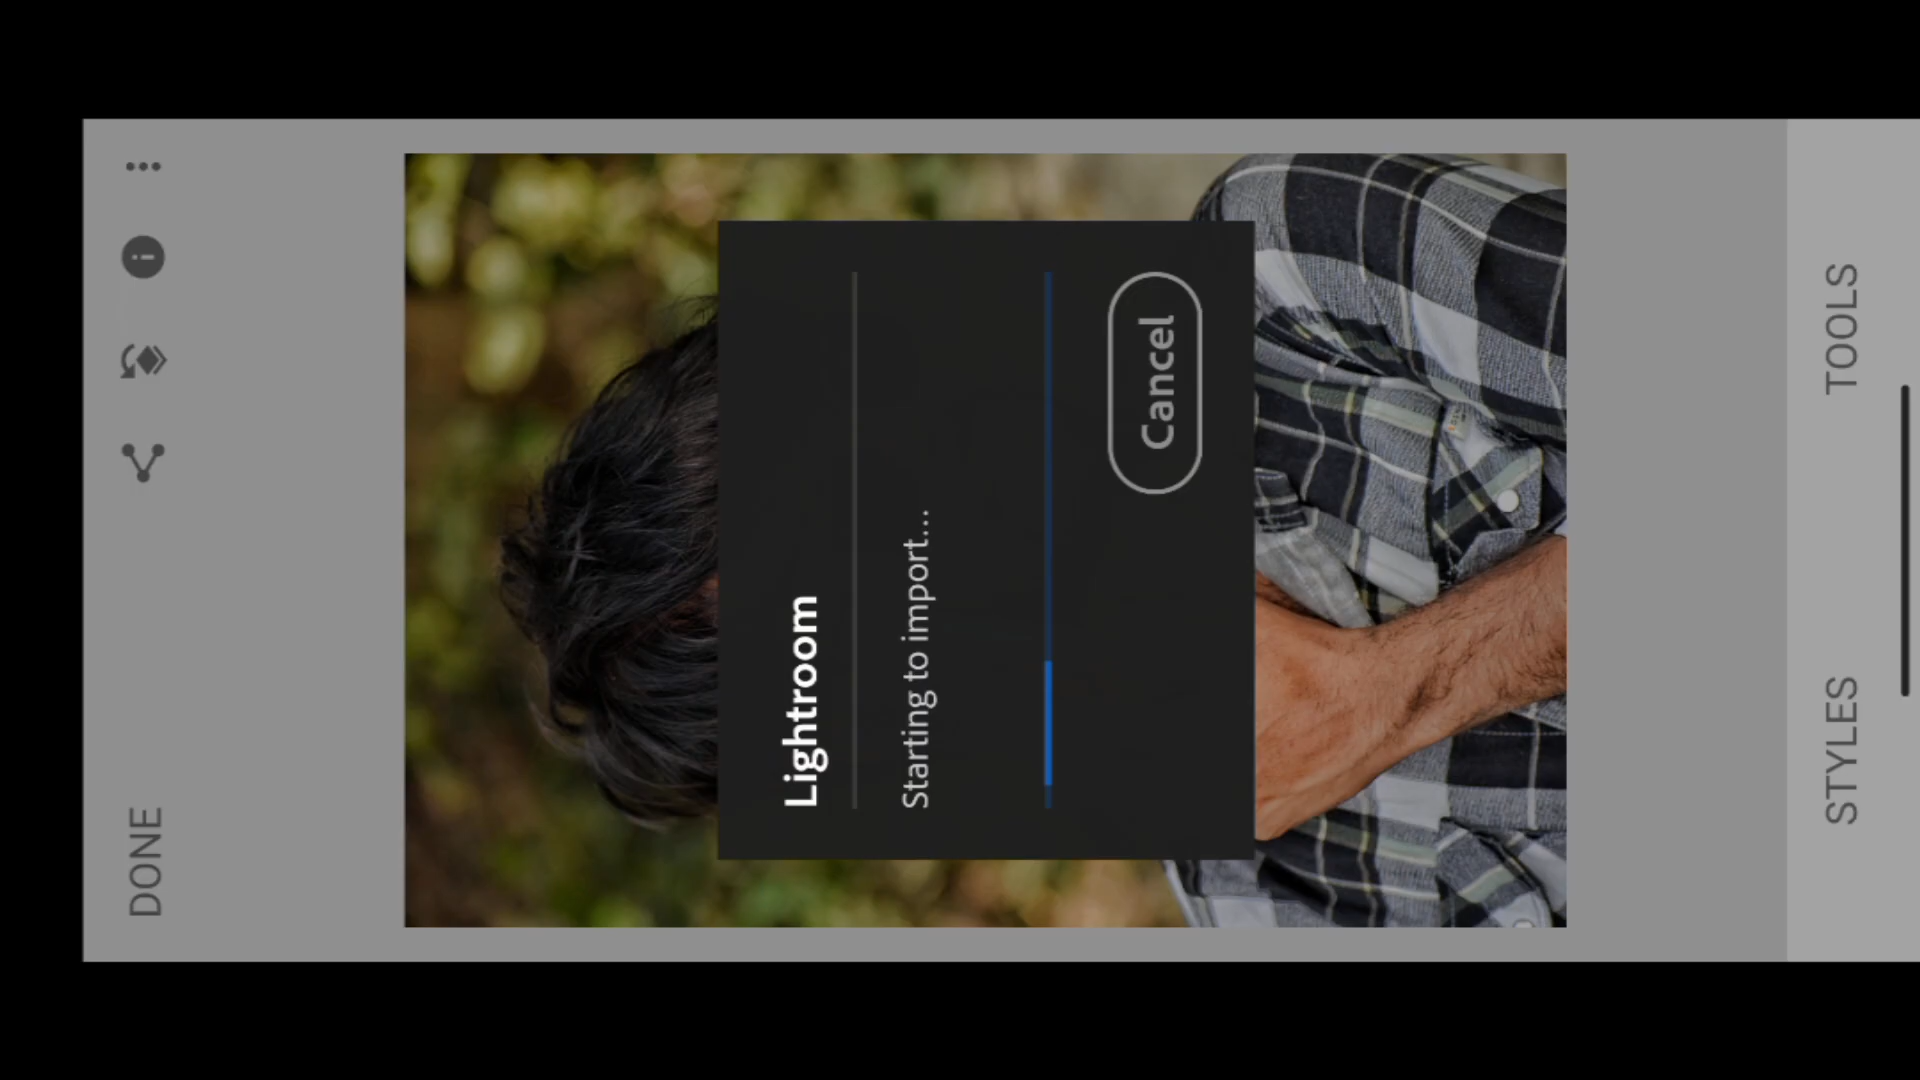 DONE
Lightroom
Starting to import...
Cancel
STYLES
TOOLS